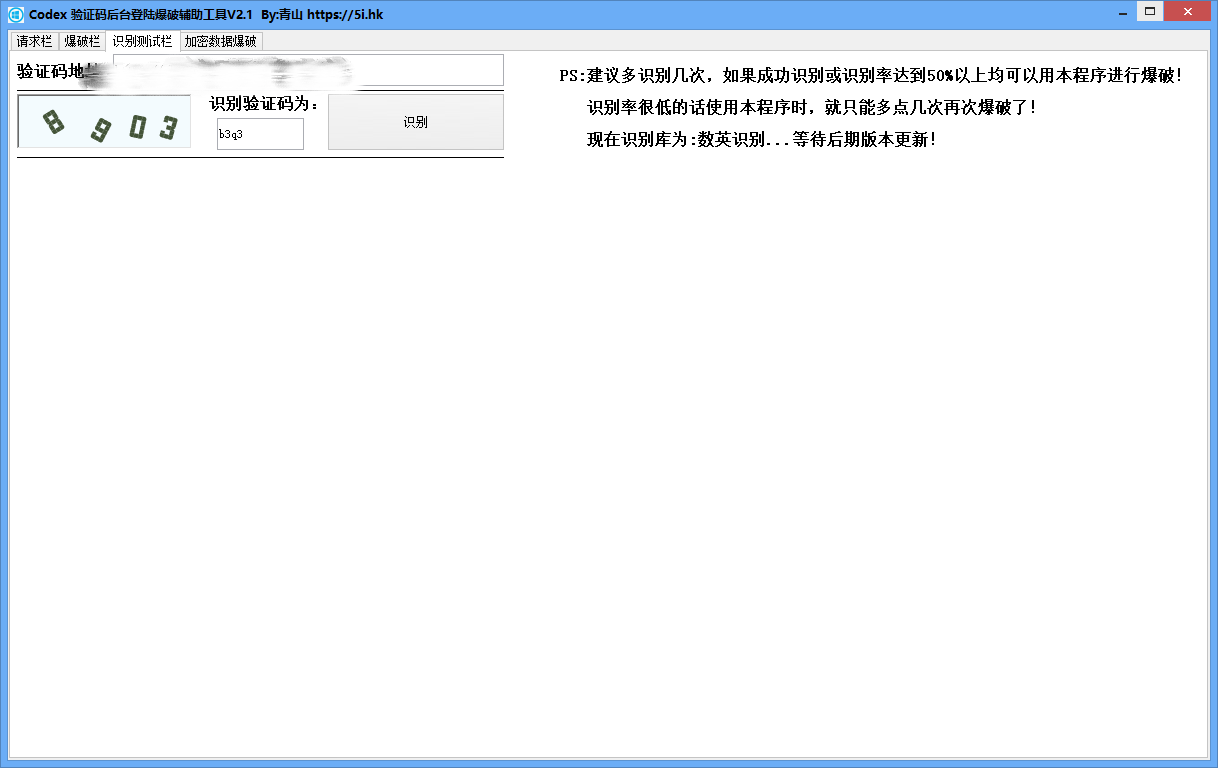 Codex 验证码后台登陆爆破辅助工具V2.1 By:青山 https://5i.hk
请求栏 爆破栏 识别测试栏 加密数据爆破
验证码地
PS:建议多识别几次，如果成功识别或识别率达到50%以上均可以用本程序进行爆破!
识别验证码为:
8903
b3q3
识别
识别率很低的话使用本程序时，就只能多点几次再次爆破了!
现在识别库为:数英识别...等待后期版本更新!